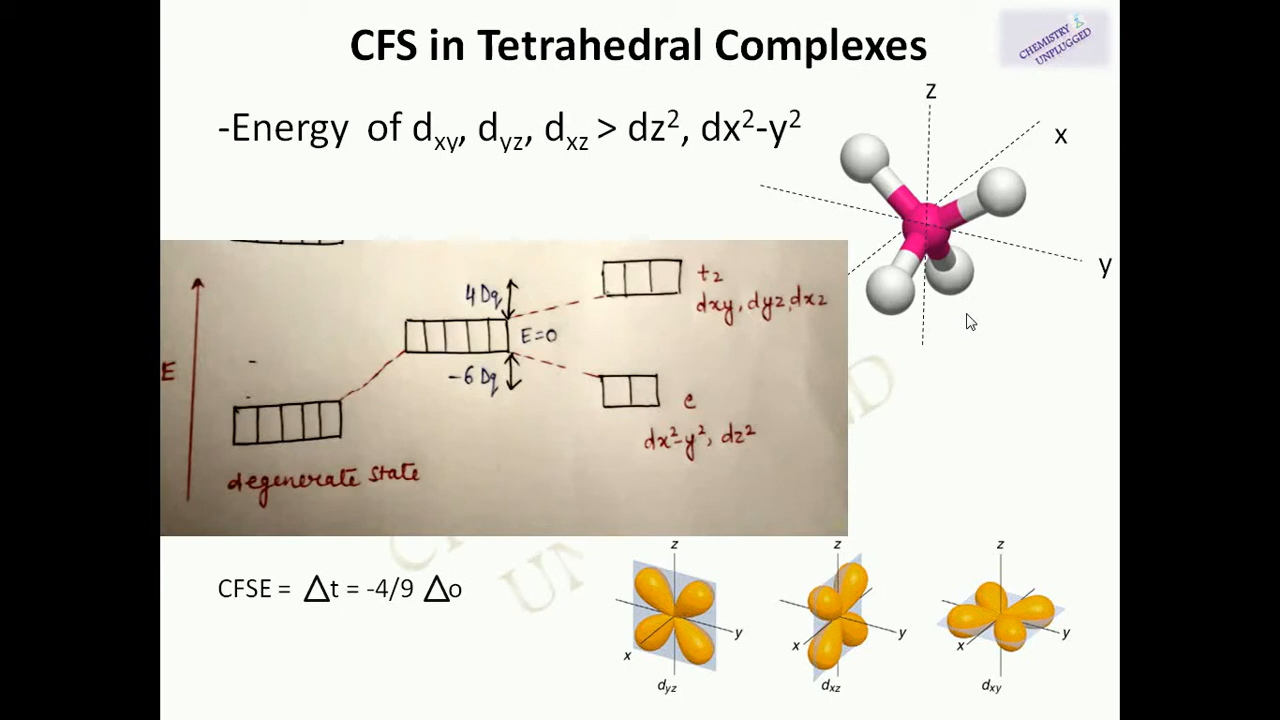 CFS in Tetrahedral Complexes
CHEMISTRY
UNPLUGGED
-Energy of dxy, dyz, dxz > dz², dx²-y²
z
x
y
E
degenerate state
4Dq
E=0
-6Dq
t2
dxy, dyz, dxz
e
dx²-y², dz²
CFSE = △t = -4/9 △o
z
y
x
dyz
z
y
x
dxz
z
y
x
dxy